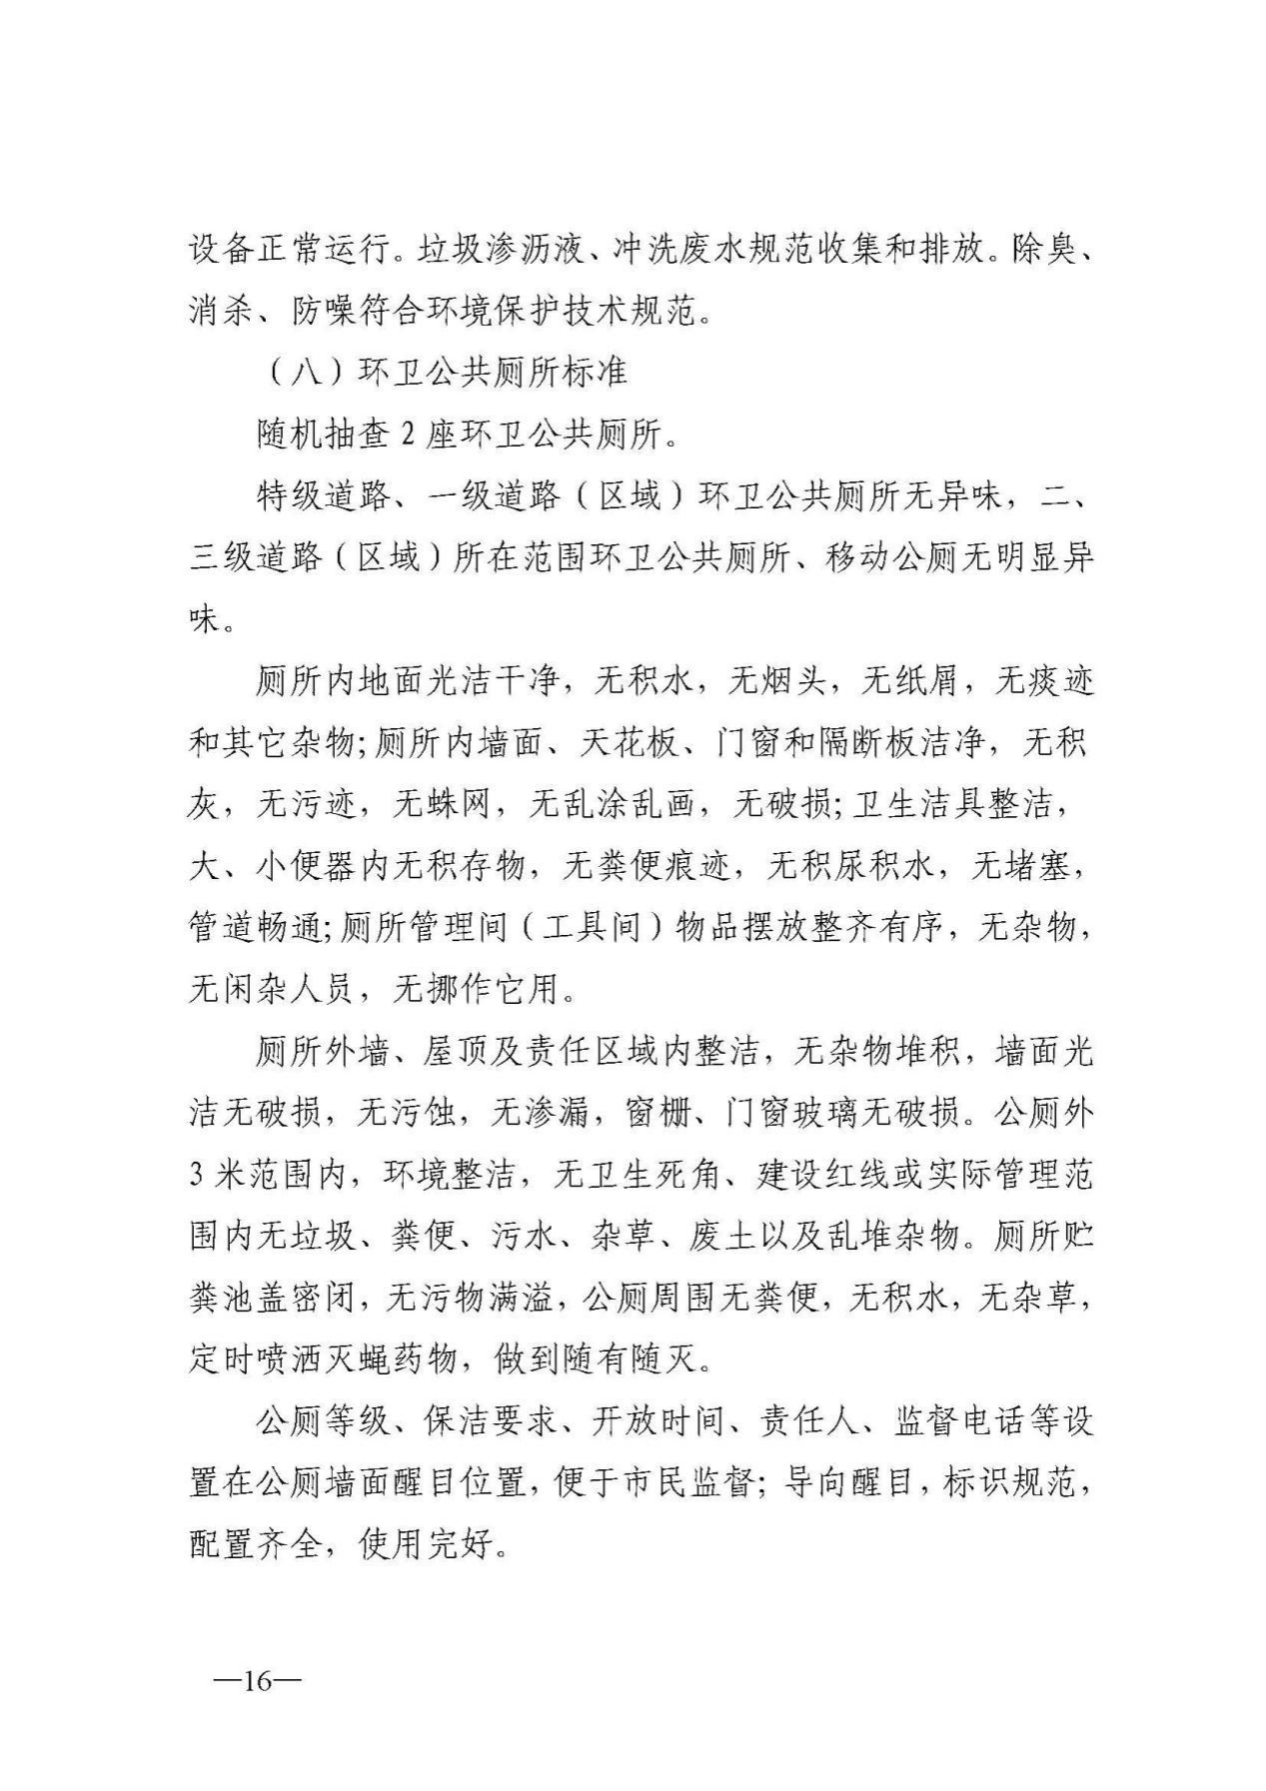 设备正常运行。垃圾渗沥液、冲洗废水规范收集和排放。除臭、
消杀、防噪符合环境保护技术规范。
（八）环卫公共厕所标准
随机抽查 2 座环卫公共厕所。
特级道路、一级道路（区域）环卫公共厕所无异味，二、
三级道路（区域）所在范围环卫公共厕所、移动公厕无明显异
味。
厕所内地面光洁干净，无积水，无烟头，无纸屑，无痰迹
和其它杂物；厕所内墙面、天花板、门窗和隔断板洁净，无积
灰，无污迹，无蛛网，无乱涂乱画，无破损；卫生洁具整洁，
大、小便器内无积存物，无粪便痕迹，无积尿积水，无堵塞，
管道畅通；厕所管理间（工具间）物品摆放整齐有序，无杂物，
无闲杂人员，无挪作它用。
厕所外墙、屋顶及责任区域内整洁，无杂物堆积，墙面光
洁无破损，无污蚀，无渗漏，窗栅、门窗玻璃无破损。公厕外
3 米范围内，环境整洁，无卫生死角、建设红线或实际管理范
围内无垃圾、粪便、污水、杂草、废土以及乱堆杂物。厕所贮
粪池盖密闭，无污物满溢，公厕周围无粪便，无积水，无杂草，
定时喷洒灭蝇药物，做到随有随灭。
公厕等级、保洁要求、开放时间、责任人、监督电话等设
置在公厕墙面醒目位置，便于市民监督；导向醒目，标识规范，
配置齐全，使用完好。
—16—